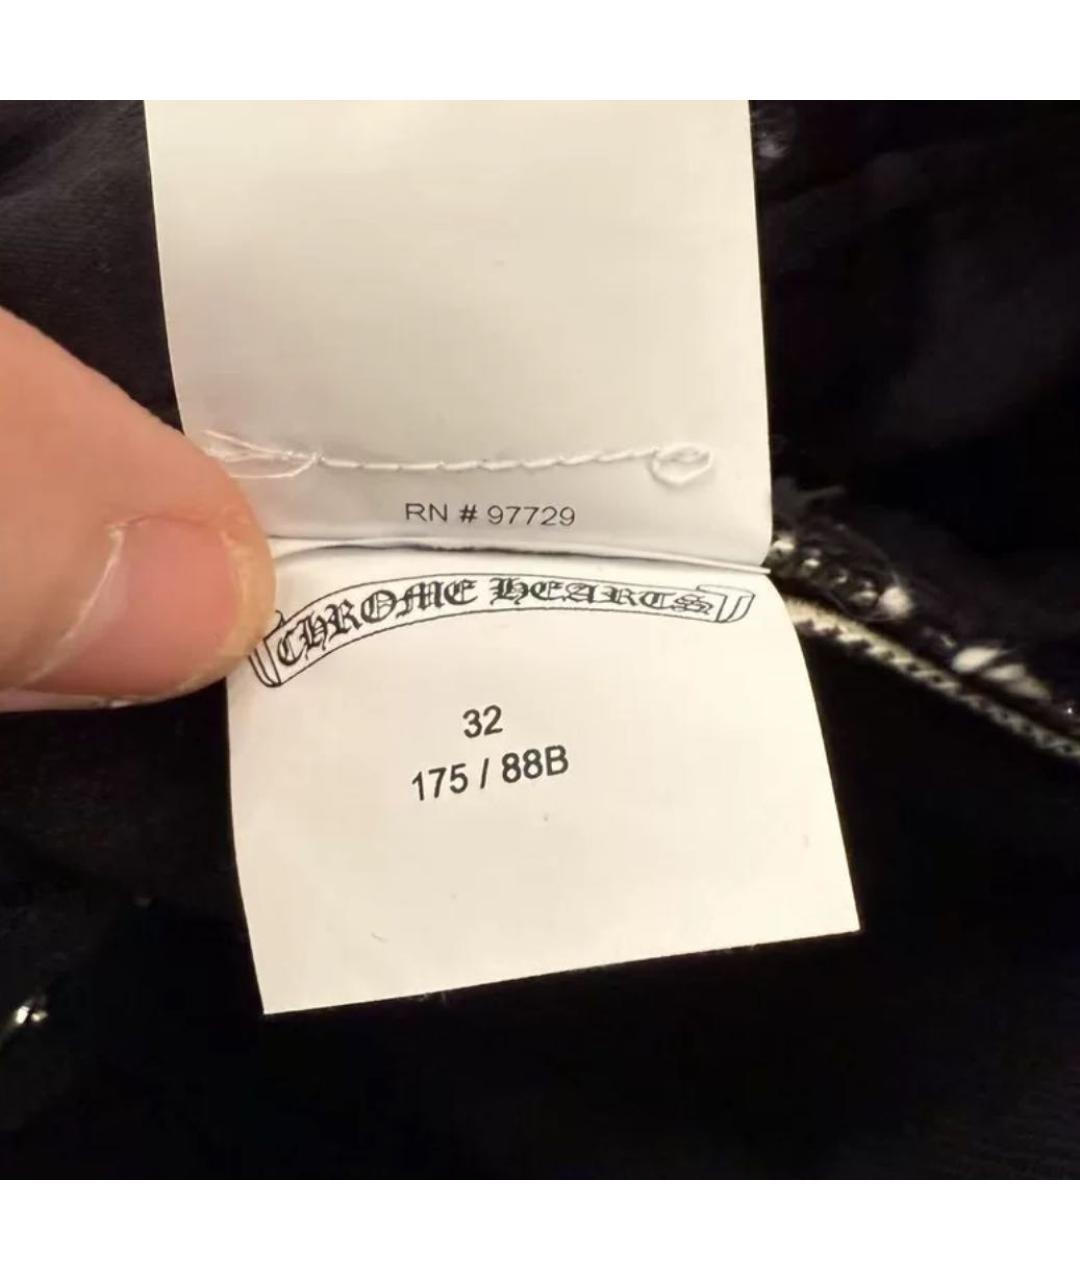 RN # 97729
CHROME HEARTS
32
175 / 88B